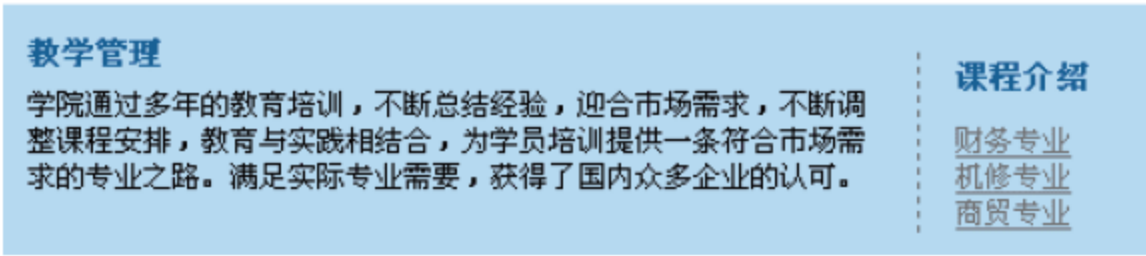 教学管理
学院通过多年的教育培训，不断总结经验，迎合市场需求，不断调
整课程安排，教育与实践相结合，为学员培训提供一条符合市场需
求的专业之路。满足实际专业需要，获得了国内众多企业的认可。
课程介绍
财务专业
机修专业
商贸专业